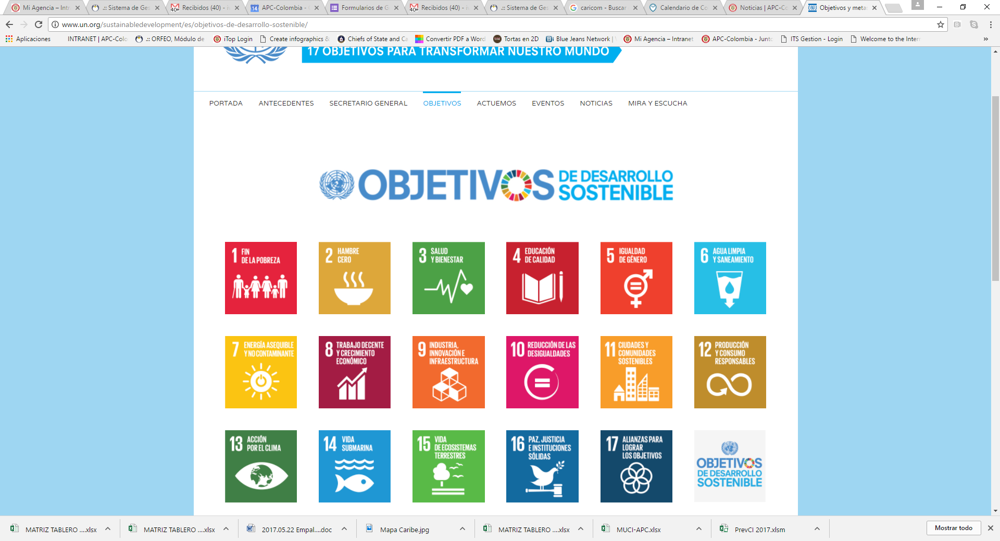 Mi Agencia – Intr
.:: Sistema de Ges
Recibidos (40) - iv
APC-Colombia - C
Formularios de G
Recibidos (40) - iv
.:: Sistema de Ges
caricom - Buscar
Calendario de Co
Noticias | APC-Co
Objetivos y meta
www.un.org/sustainabledevelopment/es/objetivos-de-desarrollo-sostenible/
Aplicaciones
INTRANET | APC-Colo
.:: ORFEO, Módulo de
iTop Login
Create infographics &
Chiefs of State and Ca
Convertir PDF a Word
Tortas en 2D
Blue Jeans Network |
Mi Agencia – Intranet
APC-Colombia - Junto
ITS Gestion - Login
Welcome to the Inter
»
17 OBJETIVOS PARA TRANSFORMAR NUESTRO MUNDO
PORTADA
ANTECEDENTES
SECRETARIO GENERAL
OBJETIVOS
ACTUEMOS
EVENTOS
NOTICIAS
MIRA Y ESCUCHA
OBJETIVOS DE DESARROLLO
SOSTENIBLE
1 FIN
DE LA POBREZA
2 HAMBRE
CERO
3 SALUD
Y BIENESTAR
4 EDUCACIÓN
DE CALIDAD
5 IGUALDAD
DE GÉNERO
6 AGUA LIMPIA
Y SANEAMIENTO
7 ENERGÍA ASEQUIBLE
Y NO CONTAMINANTE
8 TRABAJO DECENTE
Y CRECIMIENTO
ECONÓMICO
9 INDUSTRIA,
INNOVACIÓN E
INFRAESTRUCTURA
10 REDUCCIÓN DE LAS
DESIGUALDADES
11 CIUDADES Y
COMUNIDADES
SOSTENIBLES
12 PRODUCCIÓN
Y CONSUMO
RESPONSABLES
13 ACCIÓN
POR EL CLIMA
14 VIDA
SUBMARINA
15 VIDA
DE ECOSISTEMAS
TERRESTRES
16 PAZ, JUSTICIA
E INSTITUCIONES
SÓLIDAS
17 ALIANZAS PARA
LOGRAR
LOS OBJETIVOS
OBJETIVOS
DE DESARROLLO
SOSTENIBLE
MATRIZ TABLERO ....xlsx
MATRIZ TABLERO ....xlsx
2017.05.22 Empal....doc
Mapa Caribe.jpg
MATRIZ TABLERO ....xlsx
MUCI-APC.xlsx
PrevCI 2017.xlsm
Mostrar todo